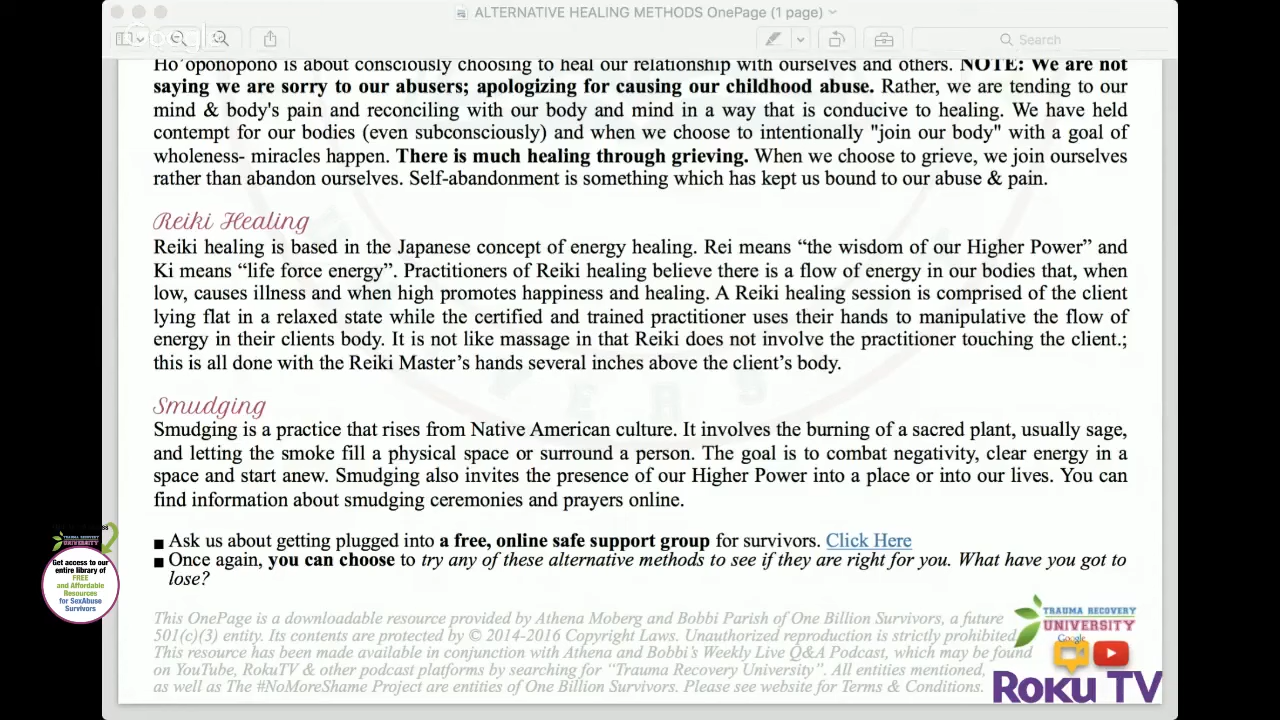 ALTERNATIVE HEALING METHODS OnePage (1 page)
Search
Ho'oponopono is about consciously choosing to heal our relationship with ourselves and others. NOTE: We are not
saying we are sorry to our abusers; apologizing for causing our childhood abuse. Rather, we are tending to our
mind & body's pain and reconciling with our body and mind in a way that is conducive to healing. We have held
contempt for our bodies (even subconsciously) and when we choose to intentionally "join our body" with a goal of
wholeness- miracles happen. There is much healing through grieving. When we choose to grieve, we join ourselves
rather than abandon ourselves. Self-abandonment is something which has kept us bound to our abuse & pain.
Reiki Healing
Reiki healing is based in the Japanese concept of energy healing. Rei means “the wisdom of our Higher Power” and
Ki means “life force energy”. Practitioners of Reiki healing believe there is a flow of energy in our bodies that, when
low, causes illness and when high promotes happiness and healing. A Reiki healing session is comprised of the client
lying flat in a relaxed state while the certified and trained practitioner uses their hands to manipulative the flow of
energy in their clients body. It is not like massage in that Reiki does not involve the practitioner touching the client.;
this is all done with the Reiki Master’s hands several inches above the client’s body.
Smudging
Smudging is a practice that rises from Native American culture. It involves the burning of a sacred plant, usually sage,
and letting the smoke fill a physical space or surround a person. The goal is to combat negativity, clear energy in a
space and start anew. Smudging also invites the presence of our Higher Power into a place or into our lives. You can
find information about smudging ceremonies and prayers online.
■ Ask us about getting plugged into a free, online safe support group for survivors. Click Here
■ Once again, you can choose to try any of these alternative methods to see if they are right for you. What have you got to
lose?
This OnePage is a downloadable resource provided by Athena Moberg and Bobbi Parish of One Billion Survivors, a future
501(c)(3) entity. Its contents are protected by © 2014-2016 Copyright Laws. Unauthorized reproduction is strictly prohibited.
This resource has been made available in conjunction with Athena and Bobbi’s Weekly Live Q&A Podcast, which may be found
on YouTube, RokuTV & other podcast platforms by searching for “Trauma Recovery University”. All entities mentioned,
as well as The #NoMoreShame Project are entities of One Billion Survivors. Please see website for Terms & Conditions.
TRAUMA RECOVERY
UNIVERSITY
Google
Roku TV
TRAUMA RECOVERY
UNIVERSITY
Get access to our
entire library of
FREE
and Affordable
Resources
for SexAbuse
Survivors